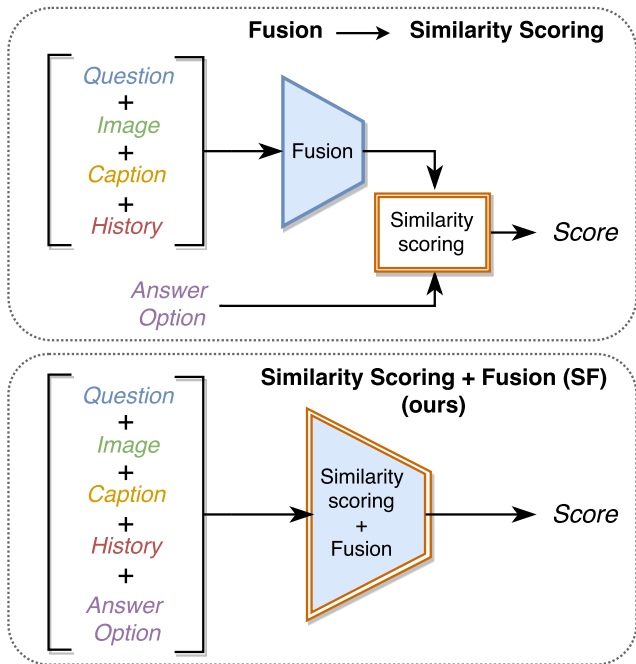 Fusion → Similarity Scoring
Question
+
Image
+
Caption
+
History
Fusion
Similarity
scoring
Score
Answer
Option
Similarity Scoring + Fusion (SF)
(ours)
Question
+
Image
+
Caption
+
History
+
Answer
Option
Similarity
scoring
+
Fusion
Score